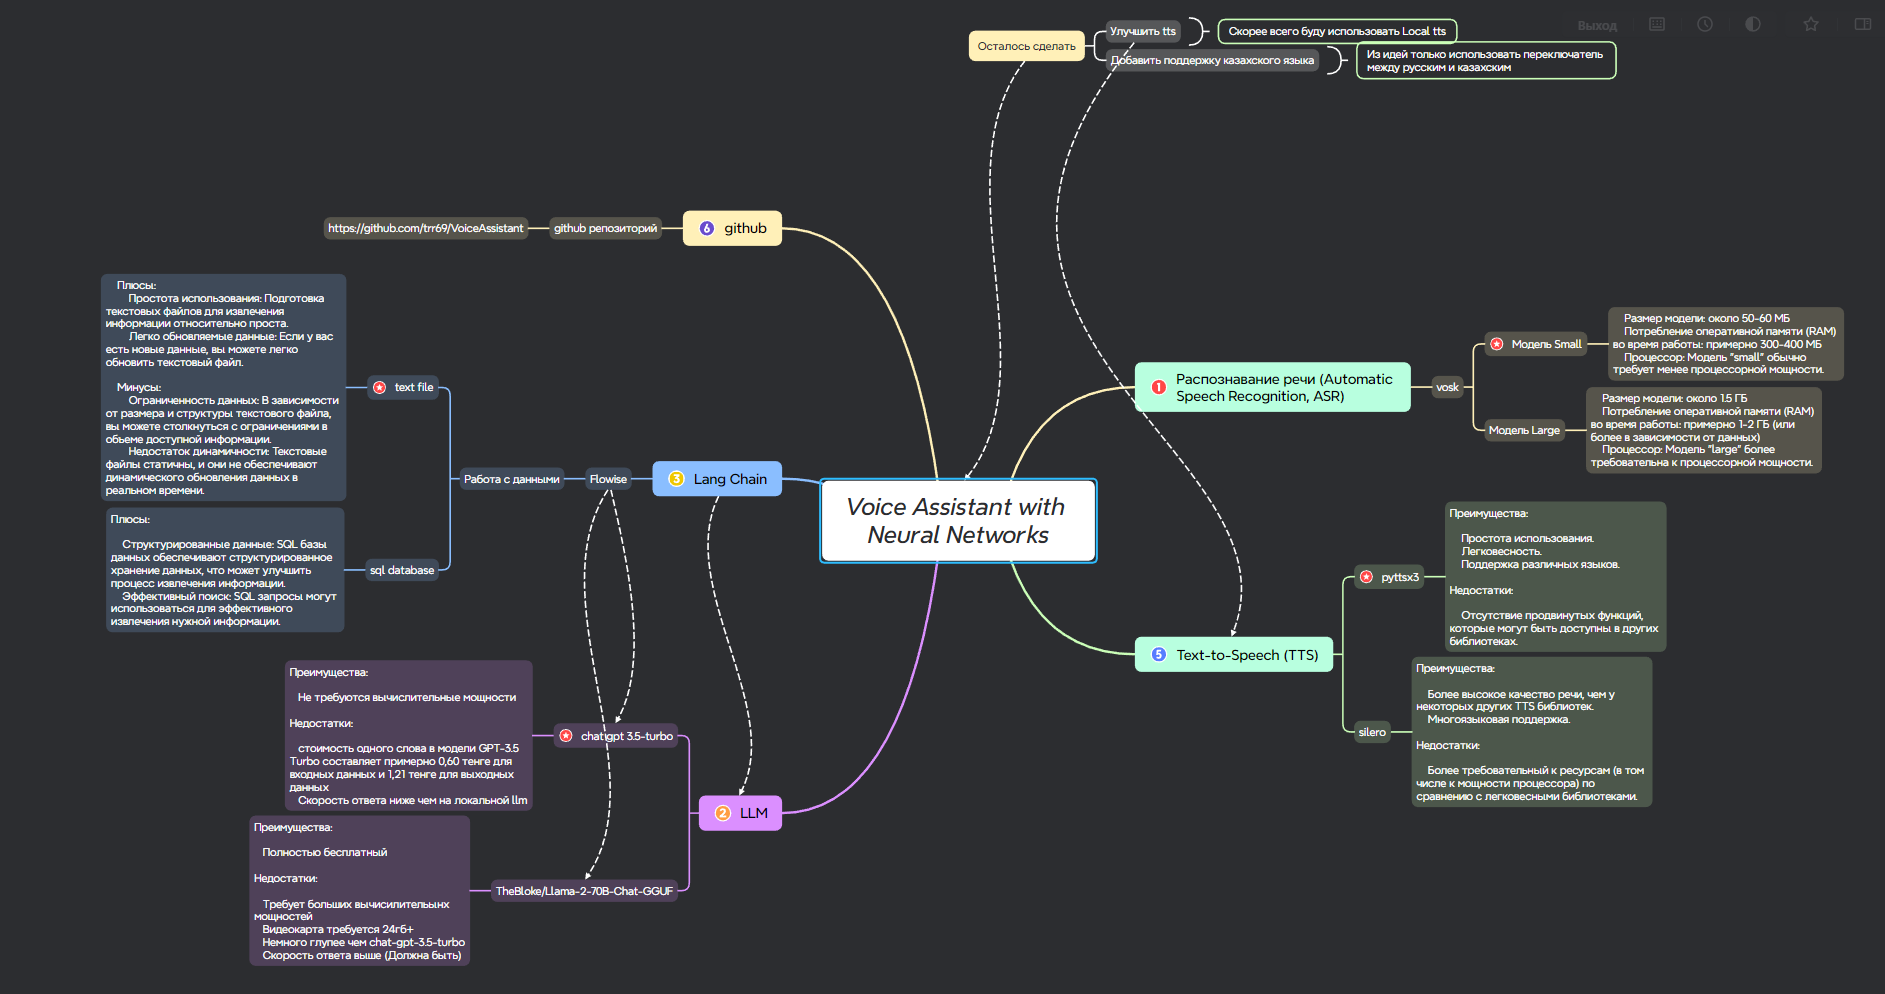 Выход
Осталось сделать
Улучшить tts
Скорее всего буду использовать Local tts
Добавить поддержку казахского языка
Из идей только использовать переключатель
между русским и казахским
https://github.com/trr69/VoiceAssistant
github репозиторий
6
github
Плюсы:
Простота использования: Подготовка
текстовых файлов для извлечения
информации относительно проста.
Легко обновляемые данные: Если у вас
есть новые данные, вы можете легко
обновить текстовый файл.
Минусы:
Ограниченность данных: В зависимости
от размера и структуры текстового файла,
вы можете столкнуться с ограничениями в
обьеме доступной информации.
Недостаток динамичности: Текстовые
файлы статичны, и они не обеспечивают
динамического обновления данных в
реальном времени.
text file
Плюсы:
Структурированные данные: SQL базы
данных обеспечивают структурированное
хранение данных, что может улучшить
процесс извлечения информации.
Эффективный поиск: SQL запросы могут
использоваться для эффективного
извлечения нужной информации.
sql database
Работа с данными
Flowise
3
Lang Chain
Voice Assistant with
Neural Networks
1
Распознавание речи (Automatic
Speech Recognition, ASR)
vosk
Модель Small
Размер модели: около 50-60 МБ
Потребление оперативной памяти (RAM)
во время работы: примерно 300-400 МБ
Процессор: Модель "small" обычно
требует менее процессорной мощности.
Модель Large
Размер модели: около 1.5 ГБ
Потребление оперативной памяти (RAM)
во время работы: примерно 1-2 ГБ (или
более в зависимости от данных)
Процессор: Модель "large" более
требовательна к процессорной мощности.
5
Text-to-Speech (TTS)
pyttsx3
Преимущества:
Простота использования.
Легковесность.
Поддержка различных языков.
Недостатки:
Отсутствие продвинутых функций,
которые могут быть доступны в других
библиотеках.
silero
Преимущества:
Более высокое качество речи, чем у
некоторых других TTS библиотек.
Многоязыковая поддержка.
Недостатки:
Более требовательный к ресурсам (в том
числе к мощности процессора) по
сравнению с легковесными библиотеками.
Преимущества:
Не требуются вычислительные мощности
Недостатки:
стоимость одного слова в модели GPT-3.5
Turbo составляет примерно 0,60 тенге для
входных данных и 1,21 тенге для выходных
данных
Скорость ответа ниже чем на локальной llm
chat gpt 3.5-turbo
2
LLM
Преимущества:
Полностью бесплатный
Недостатки:
Требует больших вычисилительынх
мощностей
Видеокарта требуется 24гб+
Немного глупее чем chat-gpt-3.5-turbo
Скорость ответа выше (Должна быть)
TheBloke/Llama-2-70B-Chat-GGUF